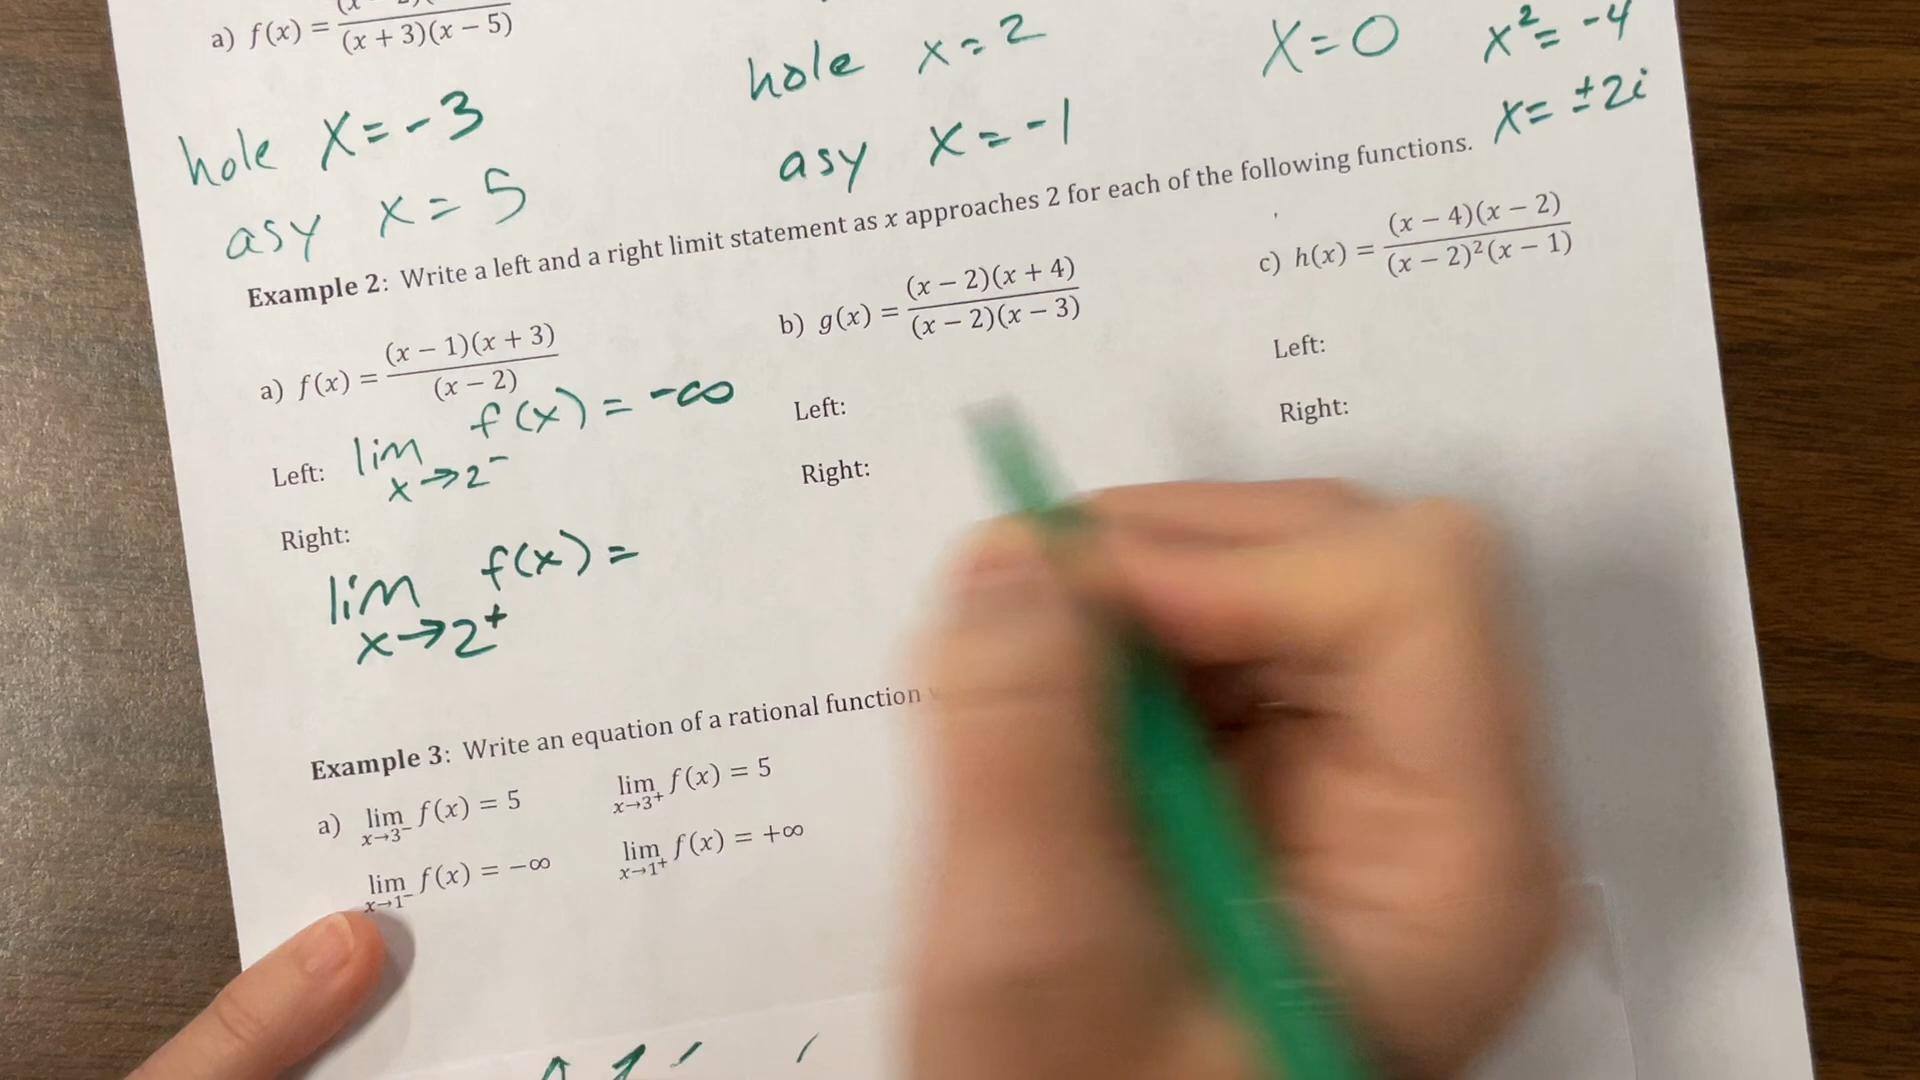 a) f(x) = (x + 3)(x − 5)
hole x = 2
x = 0
x² = -4
hole x = -3
asy x = -1
x = ±2i
asy x = 5
Example 2: Write a left and a right limit statement as x approaches 2 for each of the following functions.
a) f(x) = (x − 1)(x + 3) / (x − 2)
b) g(x) = (x − 2)(x + 4) / (x − 2)(x − 3)
c) h(x) = (x − 4)(x − 2) / (x − 2)²(x − 1)
Left: lim x→2⁻ f(x) = -∞
Right:
lim x→2⁺ f(x) =
Left:
Right:
Left:
Right:
Example 3: Write an equation of a rational function
a) lim x→3⁻ f(x) = 5
lim x→3⁺ f(x) = 5
lim x→1⁻ f(x) = −∞
lim x→1⁺ f(x) = +∞